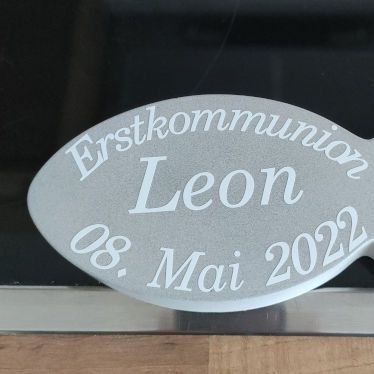 Erstkommunion
Leon
08. Mai 2022